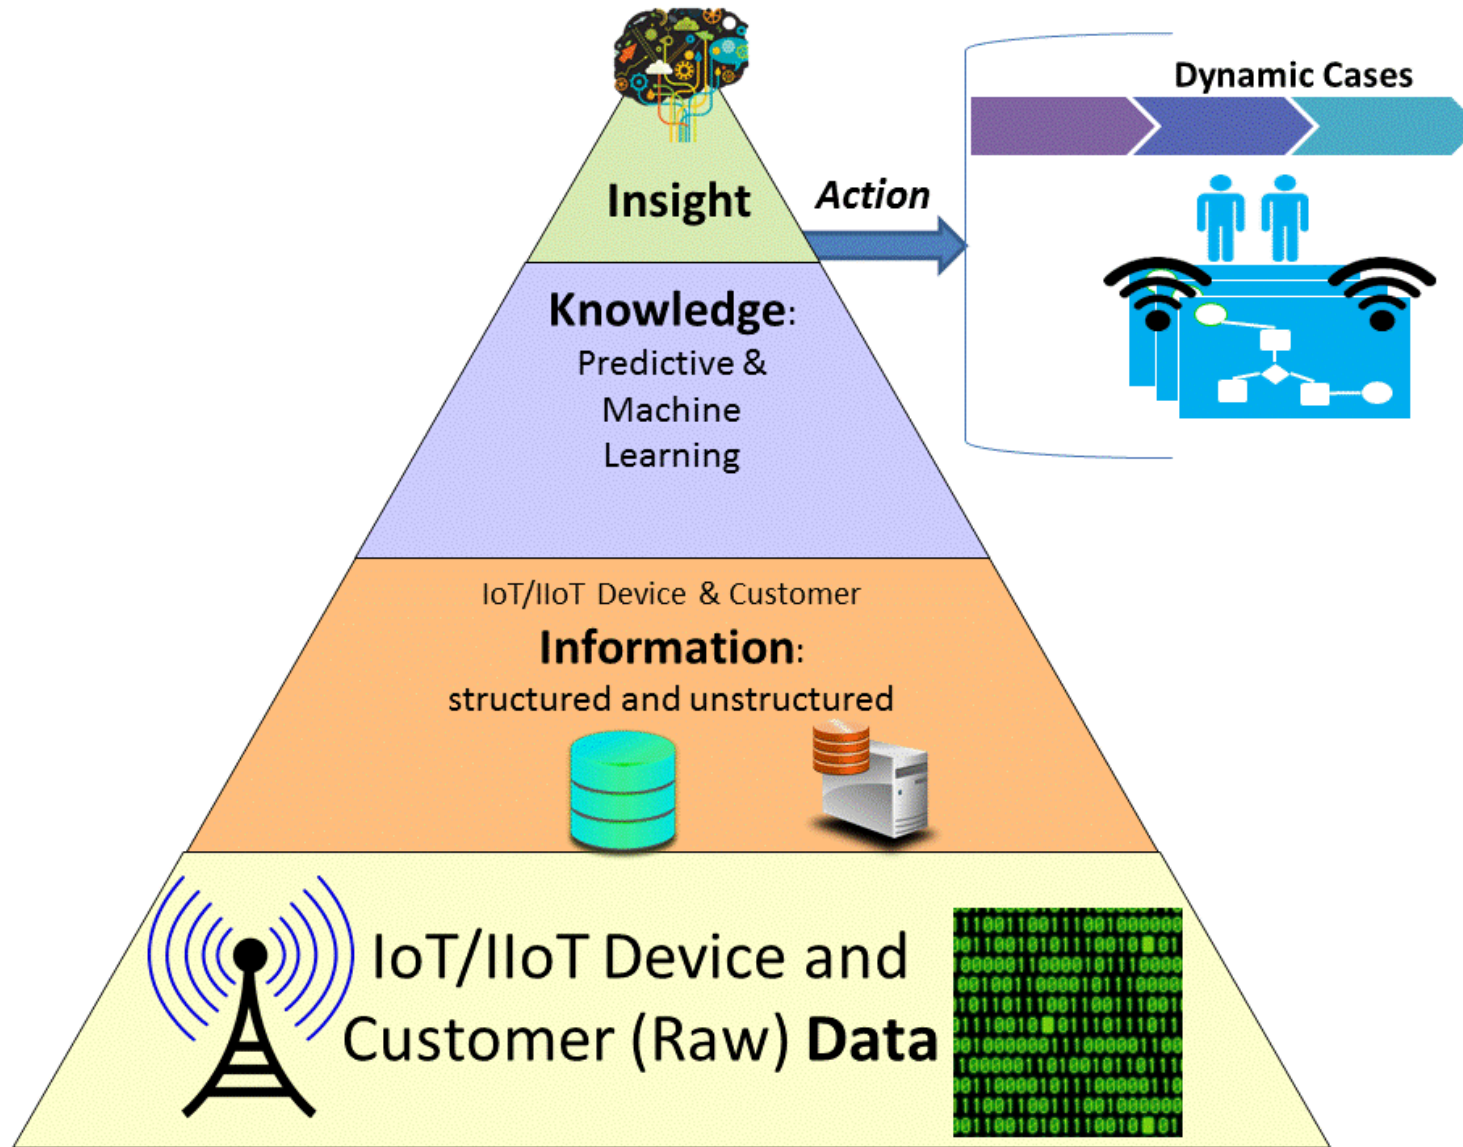 Dynamic Cases
Insight
Action
Knowledge:
Predictive &
Machine
Learning
IoT/IIoT Device & Customer
Information:
structured and unstructured
IoT/IIoT Device and
Customer (Raw) Data